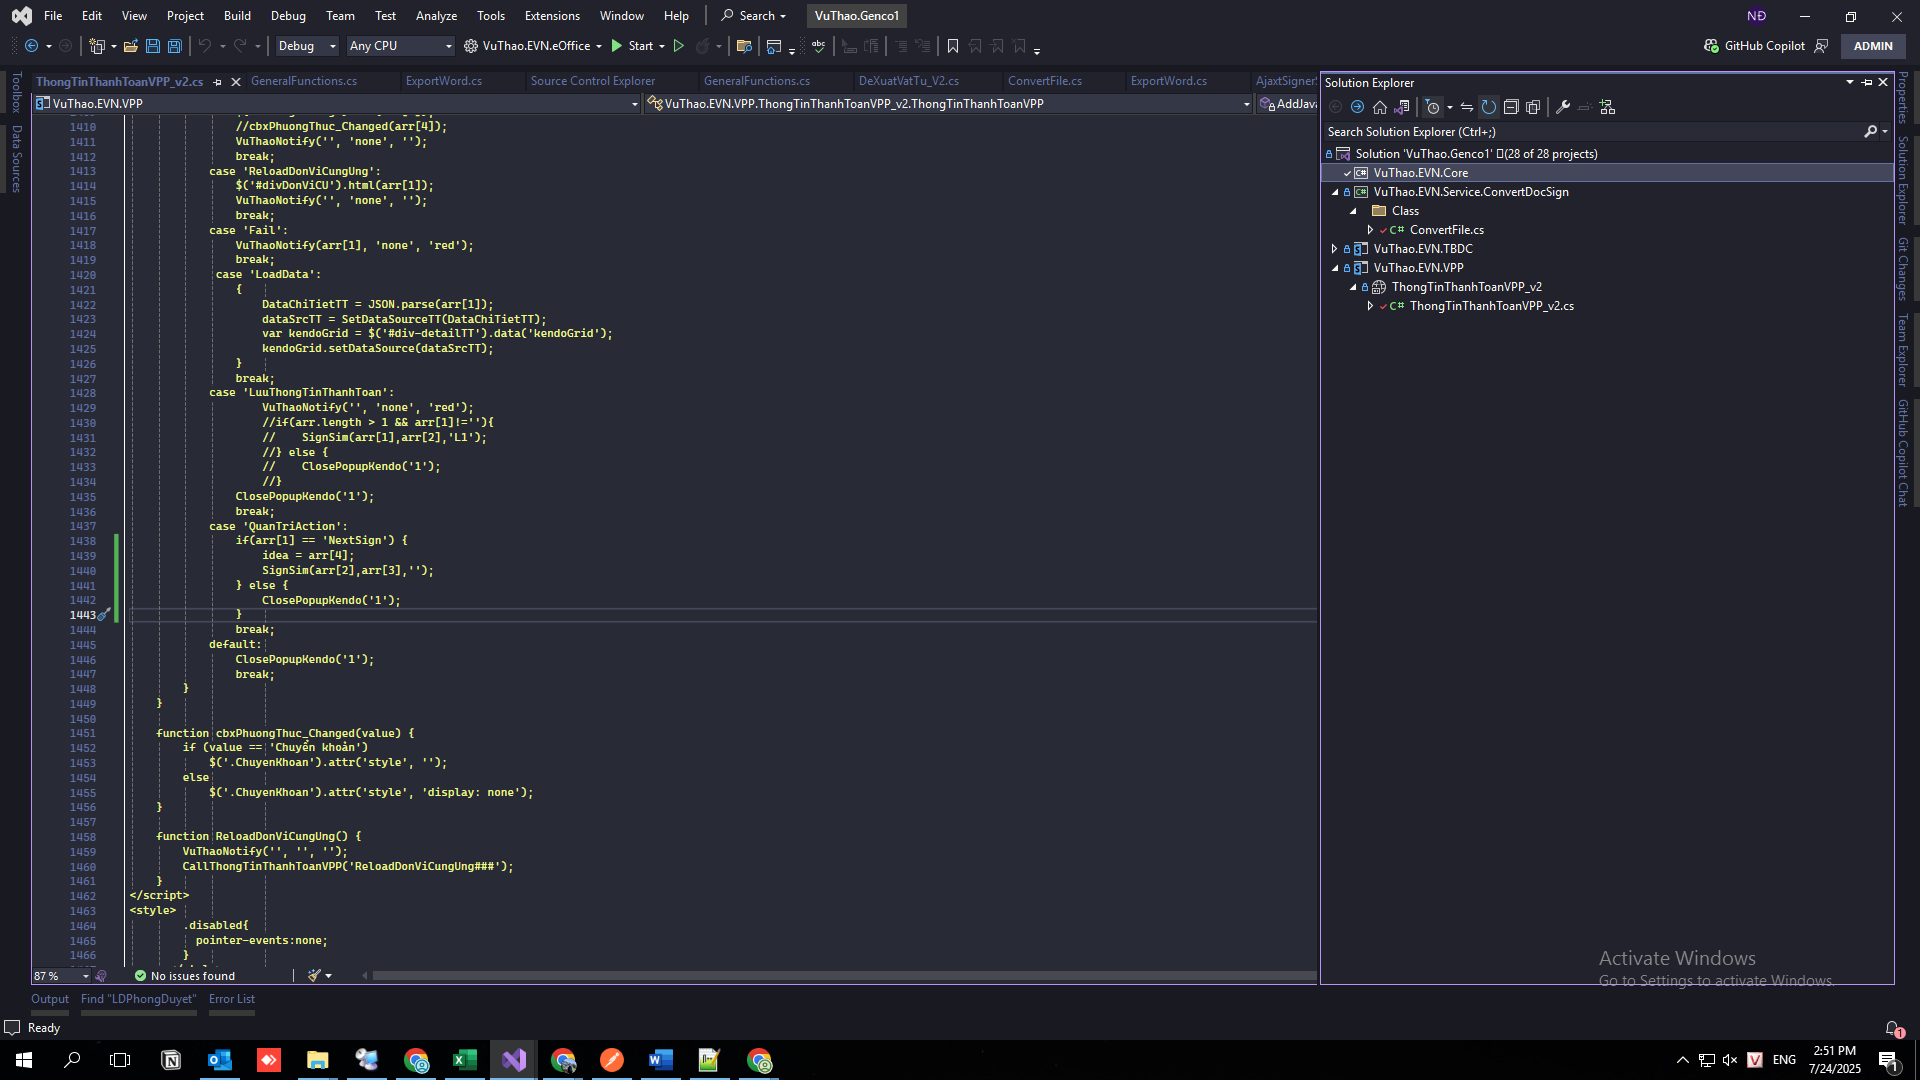 File Edit View Project Build Debug Team Test Analyze Tools Extensions Window Help Search VuThao.Genco1 NĐ
Debug Any CPU VuThao.EVN.eOffice Start GitHub Copilot ADMIN
ThongTinThanhToanVPP_v2.cs GeneralFunctions.cs ExportWord.cs Source Control Explorer GeneralFunctions.cs DeXuatVatTu_V2.cs ConvertFile.cs ExportWord.cs
VuThao.EVN.VPP VuThao.EVN.VPP.ThongTinThanhToanVPP_v2.ThongTinThanhToanVPP
1410 //cbxPhuongThuc_Changed(arr[4]);
1411 VuThaoNotify('', 'none', '');
1412 break;
1413 case 'ReloadDonViCungUng':
1414 $('#divDonViCU').html(arr[1]);
1415 VuThaoNotify('', 'none', '');
1416 break;
1417 case 'Fail':
1418 VuThaoNotify(arr[1], 'none', 'red');
1419 break;
1420 case 'LoadData':
1421 {
1422 DataChiTietTT = JSON.parse(arr[1]);
1423 dataSrcTT = SetDataSourceTT(DataChiTietTT);
1424 var kendoGrid = $('#div-detailTT').data('kendoGrid');
1425 kendoGrid.setDataSource(dataSrcTT);
1426 }
1427 break;
1428 case 'LuuThongTinThanhToan':
1429 VuThaoNotify('', 'none', 'red');
1430 //if(arr.length > 1 && arr[1]!=''){
1431 // SignSim(arr[1],arr[2],'L1');
1432 //} else {
1433 // ClosePopupKendo('1');
1434 //}
1435 ClosePopupKendo('1');
1436 break;
1437 case 'QuanTriAction':
1438 if(arr[1] == 'NextSign') {
1439 idea = arr[4];
1440 SignSim(arr[2],arr[3],'');
1441 } else {
1442 ClosePopupKendo('1');
1443 }
1444 break;
1445 default:
1446 ClosePopupKendo('1');
1447 break;
1448 }
1449 }
1450
1451 function cbxPhuongThuc_Changed(value) {
1452 if (value == 'Chuyển khoản')
1453 $('.ChuyenKhoan').attr('style', '');
1454 else
1455 $('.ChuyenKhoan').attr('style', 'display: none');
1456 }
1457
1458 function ReloadDonViCungUng() {
1459 VuThaoNotify('', '', '');
1460 CallThongTinThanhToanVPP('ReloadDonViCungUng###');
1461 }
1462 </script>
1463 <style>
1464 .disabled{
1465 pointer-events:none;
1466 }
87 % No issues found
Output Find "LDPhongDuyet" Error List
Ready
Toolbox
Data Sources
Solution Explorer
Search Solution Explorer (Ctrl+;)
Solution 'VuThao.Genco1' (28 of 28 projects)
VuThao.EVN.Core
VuThao.EVN.Service.ConvertDocSign
Class
C# ConvertFile.cs
VuThao.EVN.TBDC
VuThao.EVN.VPP
ThongTinThanhToanVPP_v2
C# ThongTinThanhToanVPP_v2.cs
Properties
Solution Explorer
Git Changes
Team Explorer
GitHub Copilot Chat
Activate Windows
Go to Settings to activate Windows.
ENG 2:51 PM
7/24/2025